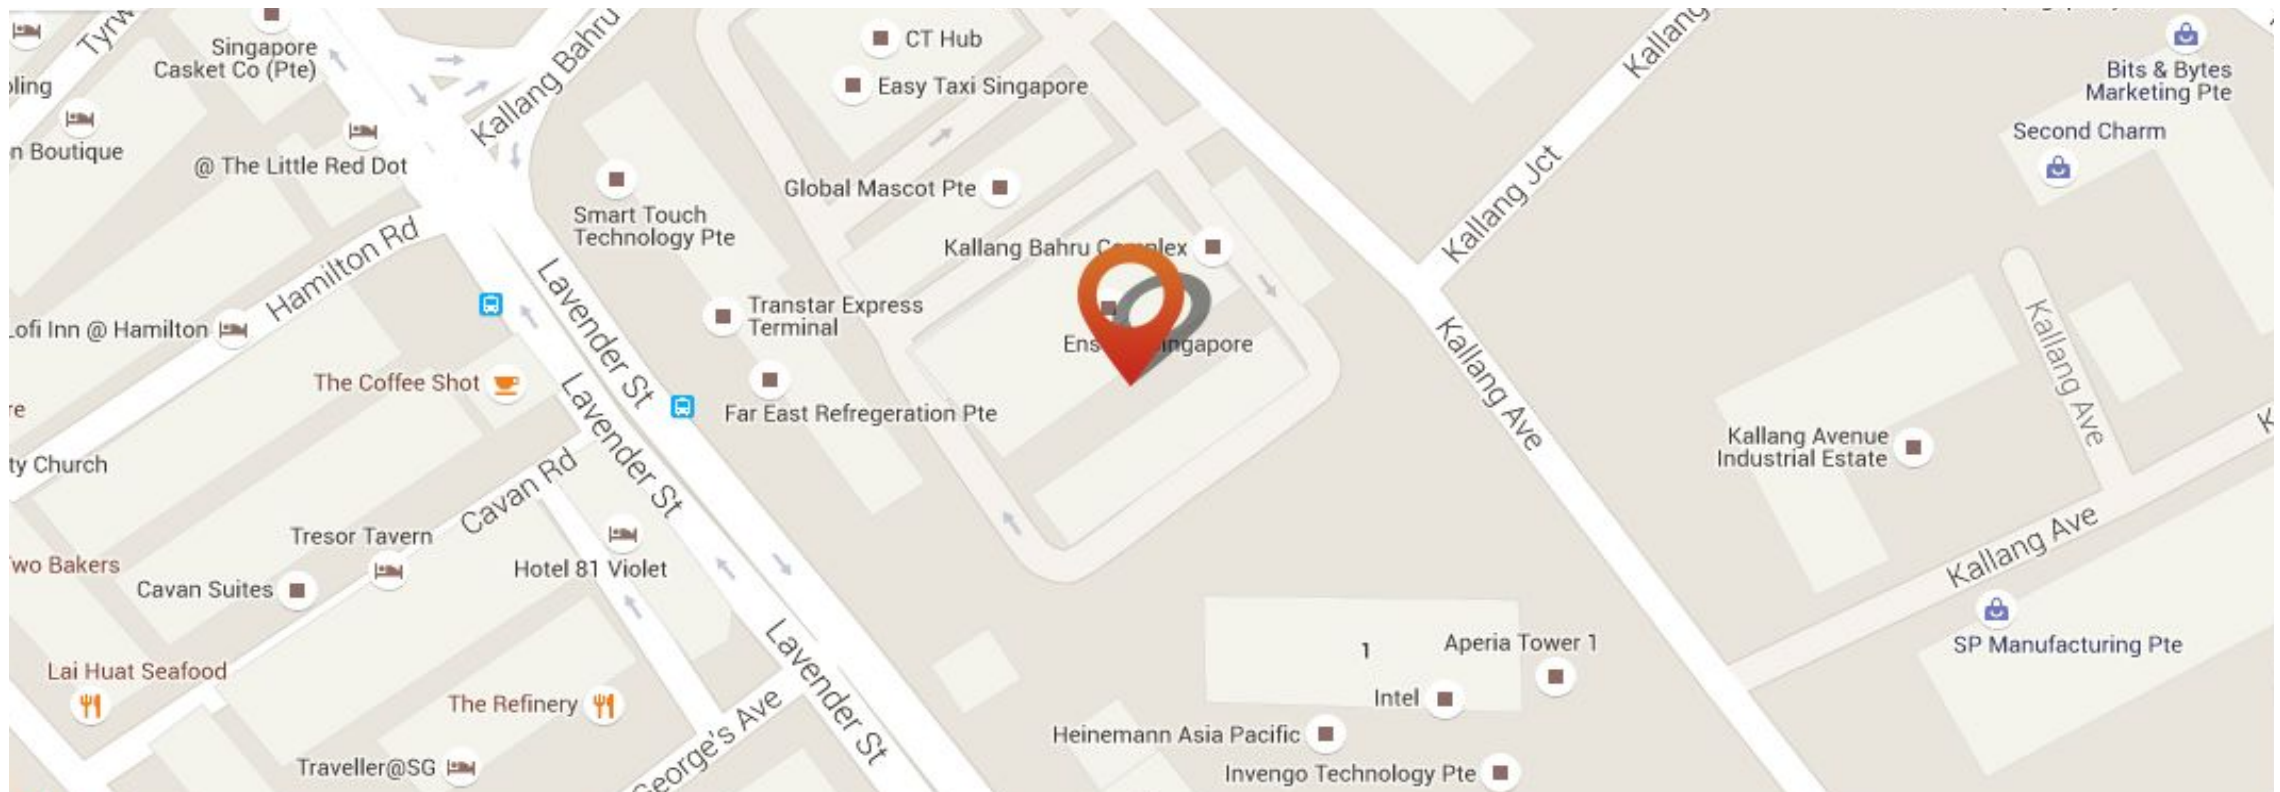 Tyrw
Singapore
Casket Co (Pte)
Kallang Bahru
CT Hub
Easy Taxi Singapore
Kallang
Bits & Bytes
Marketing Pte
Second Charm
n Boutique
@ The Little Red Dot
Global Mascot Pte
Kallang Jct
Smart Touch
Technology Pte
Hamilton Rd
Kallang Bahru
Lavender St
Transtar Express
Terminal
Singapore
Kallang Ave
Kallang Ave
Lofi Inn @ Hamilton
The Coffee Shot
re
Lavender St
Far East Refregeration Pte
Kallang Avenue
Industrial Estate
ty Church
Cavan Rd
Tresor Tavern
Hotel 81 Violet
Two Bakers
Cavan Suites
Kallang Ave
SP Manufacturing Pte
Lai Huat Seafood
The Refinery
Lavender St
George's Ave
1
Aperia Tower 1
Intel
Heinemann Asia Pacific
Traveller@SG
Invengo Technology Pte